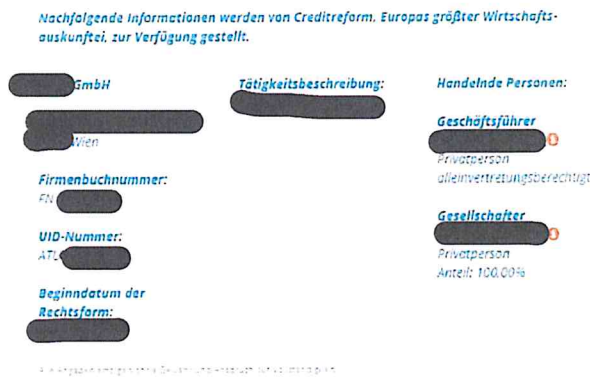 Nachfolgende Informationen werden von Creditreform, Europas größter Wirtschafts-
auskunftei, zur Verfügung gestellt.
GmbH
Wien
Firmenbuchnummer:
FN
UID-Nummer:
ATU
Beginndatum der
Rechtsform:
Tätigkeitsbeschreibung:
Handelnde Personen:
Geschäftsführer
Privatperson
alleinvertretungsberechtigt
Gesellschafter
Privatperson
Anteil: 100,00%